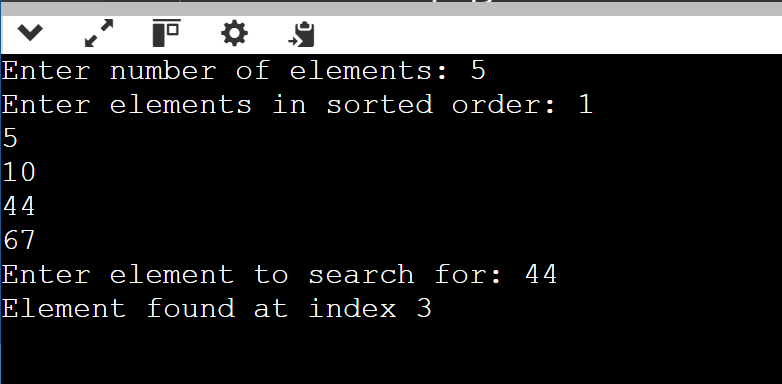 Enter number of elements: 5
Enter elements in sorted order: 1
5
10
44
67
Enter element to search for: 44
Element found at index 3